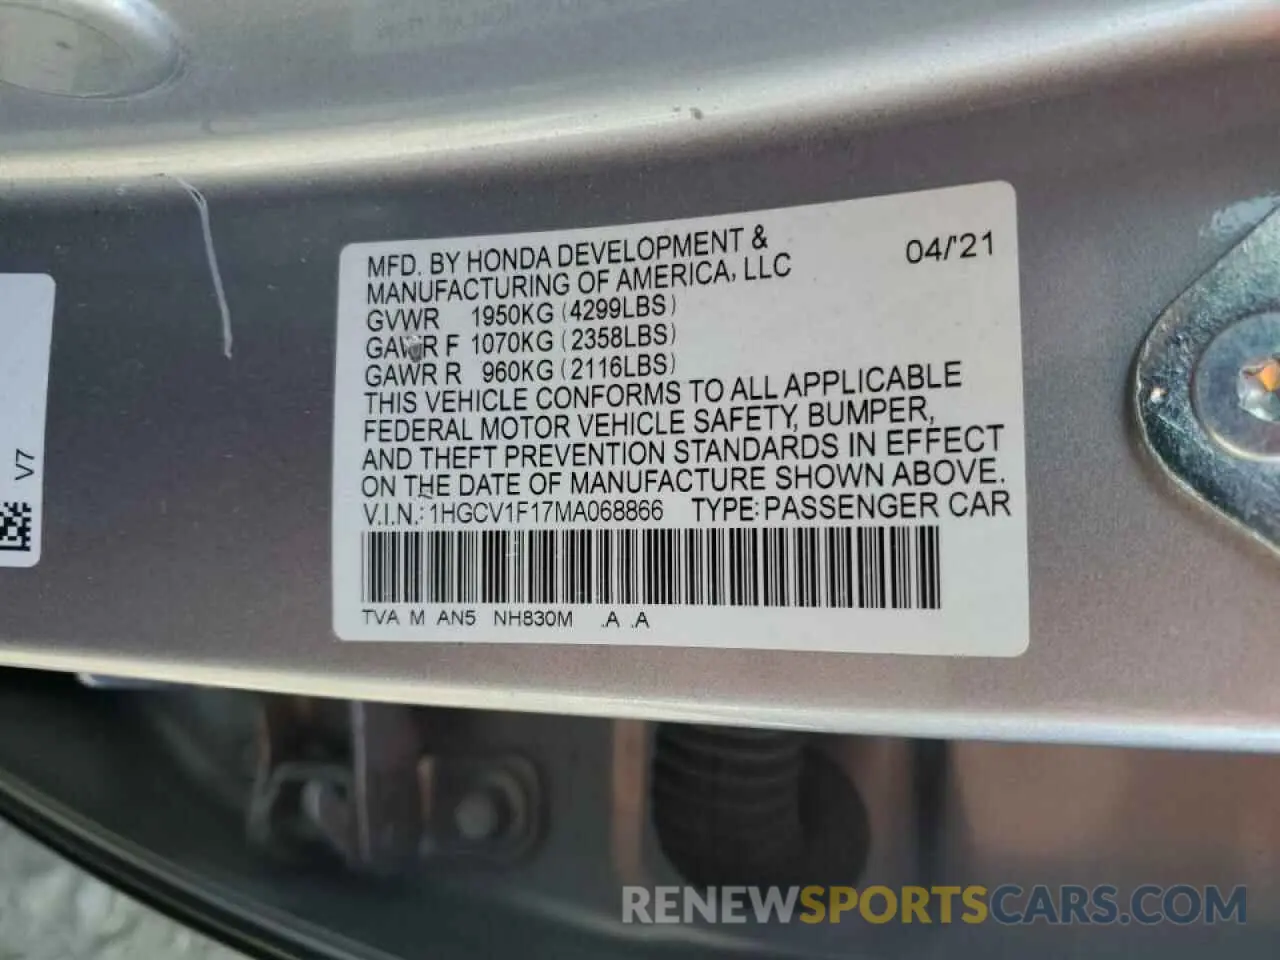 MFD. BY HONDA DEVELOPMENT & 04/'21
MANUFACTURING OF AMERICA, LLC
GVWR 1950KG (4299LBS)
GAWR F 1070KG (2358LBS)
GAWR R 960KG (2116LBS)
THIS VEHICLE CONFORMS TO ALL APPLICABLE
FEDERAL MOTOR VEHICLE SAFETY, BUMPER,
AND THEFT PREVENTION STANDARDS IN EFFECT
ON THE DATE OF MANUFACTURE SHOWN ABOVE.
V.I.N.: 1HGCV1F17MA068866 TYPE: PASSENGER CAR
TVA M AN5 NH830M .A .A
V7
RENEWSPORTSCARS.COM